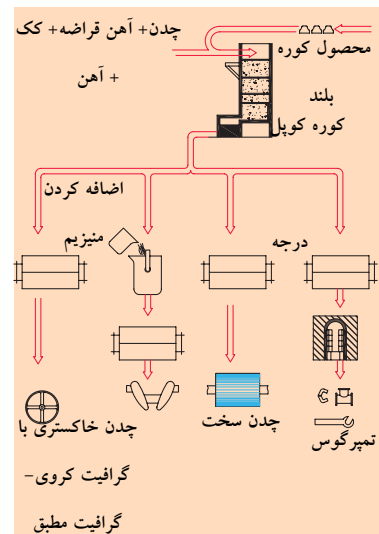 چدن+ آهن قراضه+ کک
محصول کوره
+ آهن
بلند
کوره کوپل
اضافه کردن
منیزیم
درجه
چدن خاکستری با
چدن سخت
تمپرگوس
گرافیت کروی–
گرافیت مطبق